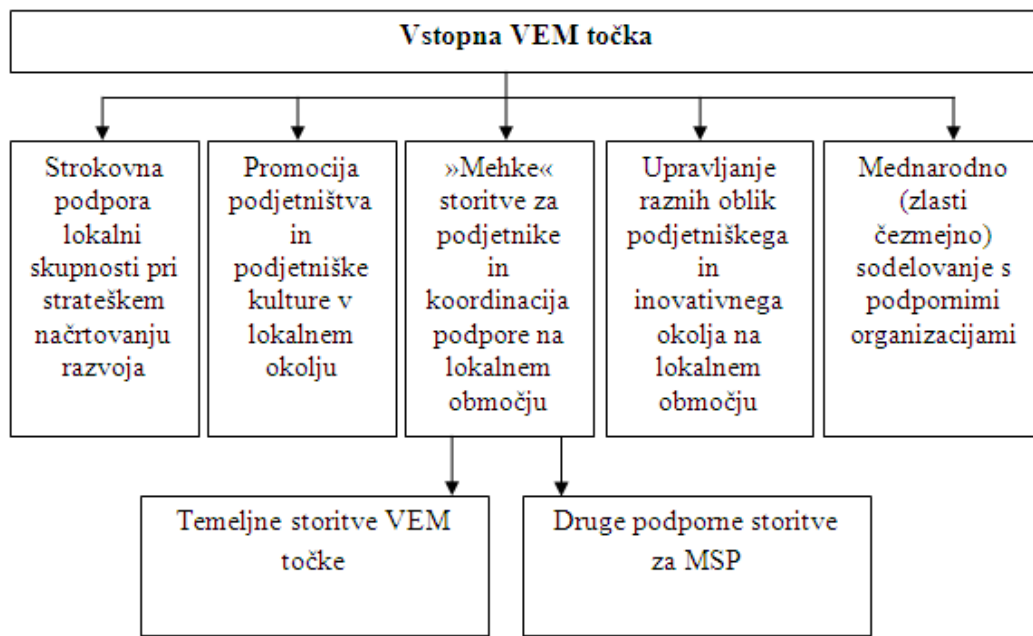 Vstopna VEM točka
Strokovna
podpora
lokalni
skupnosti pri
strateškem
načrtovanju
razvoja
Promocija
podjetništva
in
podjetniške
kulture v
lokalnem
okolju
»Mehke«
storitve za
podjetnike
in
koordinacija
podpore na
lokalnem
območju
Upravljanje
raznih oblik
podjetniškega
in
inovativnega
okolja na
lokalnem
območju
Mednarodno
(zlasti
čezmejno)
sodelovanje s
podpornimi
organizacijami
Temeljne storitve VEM
točke
Druge podporne storitve
za MSP